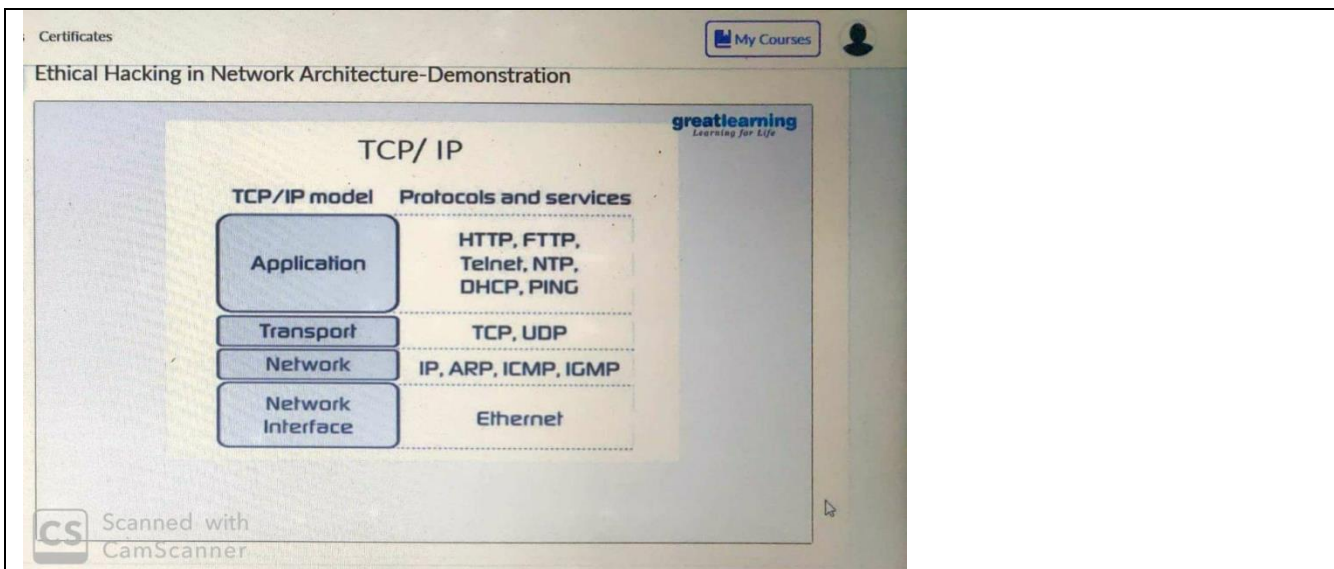 Certificates
My Courses
Ethical Hacking in Network Architecture-Demonstration
greatlearning
Learning for Life
TCP/ IP
TCP/IP model Protocols and services
Application
HTTP, FTTP,
Telnet, NTP,
DHCP, PING
Transport
TCP, UDP
Network
IP, ARP, ICMP, IGMP
Network
Interface
Ethernet
CS
Scanned with
CamScanner